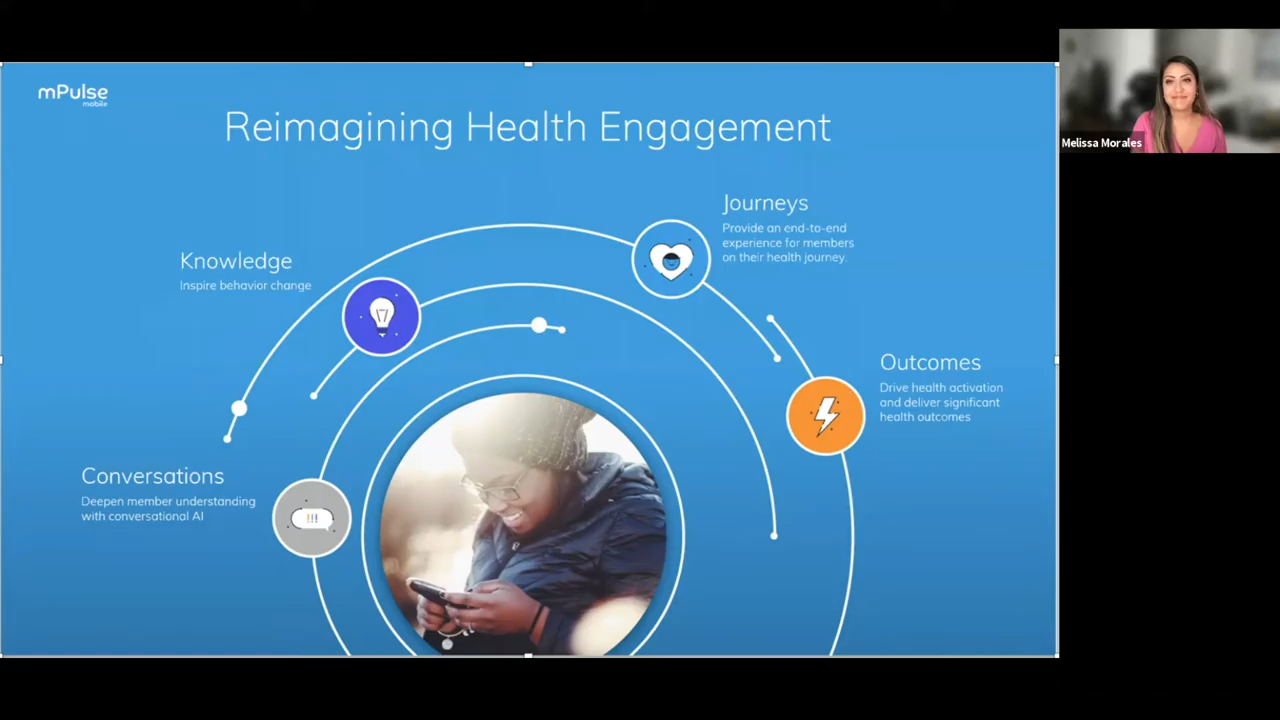 mPulse
mobile
Reimagining Health Engagement
Melissa Morales
Journeys
Provide an end-to-end
experience for members
on their health journey.
Knowledge
Inspire behavior change
Outcomes
Drive health activation
and deliver significant
health outcomes
Conversations
Deepen member understanding
with conversational AI
!!!